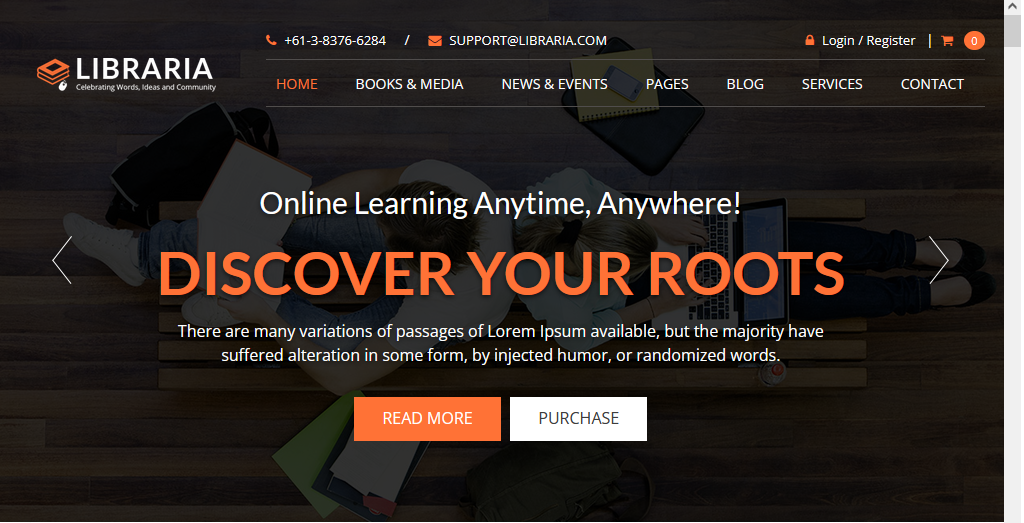 +61-3-8376-6284 / SUPPORT@LIBRARIA.COM
Login / Register | 0
LIBRARIA
Celebrating Words, Ideas and Community
HOME BOOKS & MEDIA NEWS & EVENTS PAGES BLOG SERVICES CONTACT
Online Learning Anytime, Anywhere!
DISCOVER YOUR ROOTS
There are many variations of passages of Lorem Ipsum available, but the majority have
suffered alteration in some form, by injected humor, or randomized words.
READ MORE PURCHASE